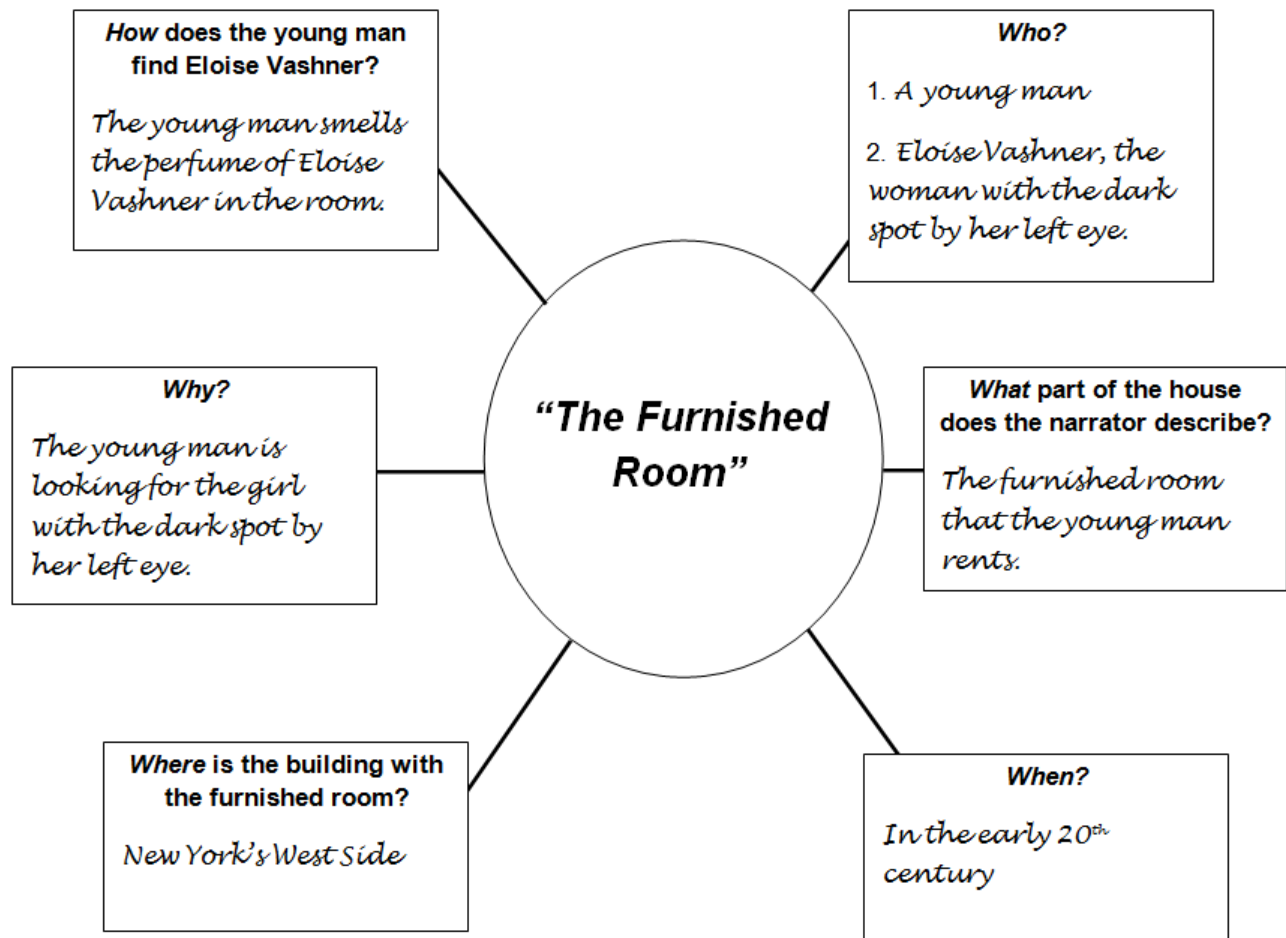 How does the young man
find Eloise Vashner?
The young man smells
the perfume of Eloise
Vashner in the room.
Who?
1. A young man
2. Eloise Vashner, the
woman with the dark
spot by her left eye.
Why?
The young man is
looking for the girl
with the dark spot by
her left eye.
“The Furnished
Room”
What part of the house
does the narrator describe?
The furnished room
that the young man
rents.
Where is the building with
the furnished room?
New York’s West Side
When?
In the early 20th
century